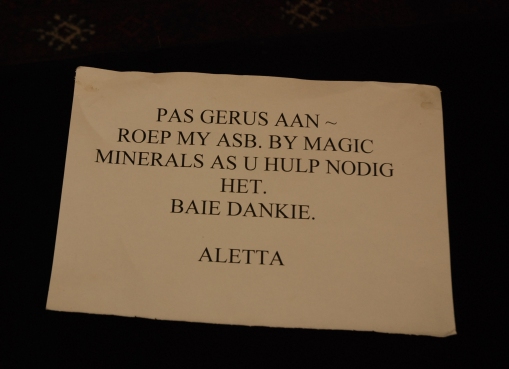 PAS GERUS AAN ~
ROEP MY ASB. BY MAGIC
MINERALS AS U HULP NODIG
HET.
BAIE DANKIE.
ALETTA